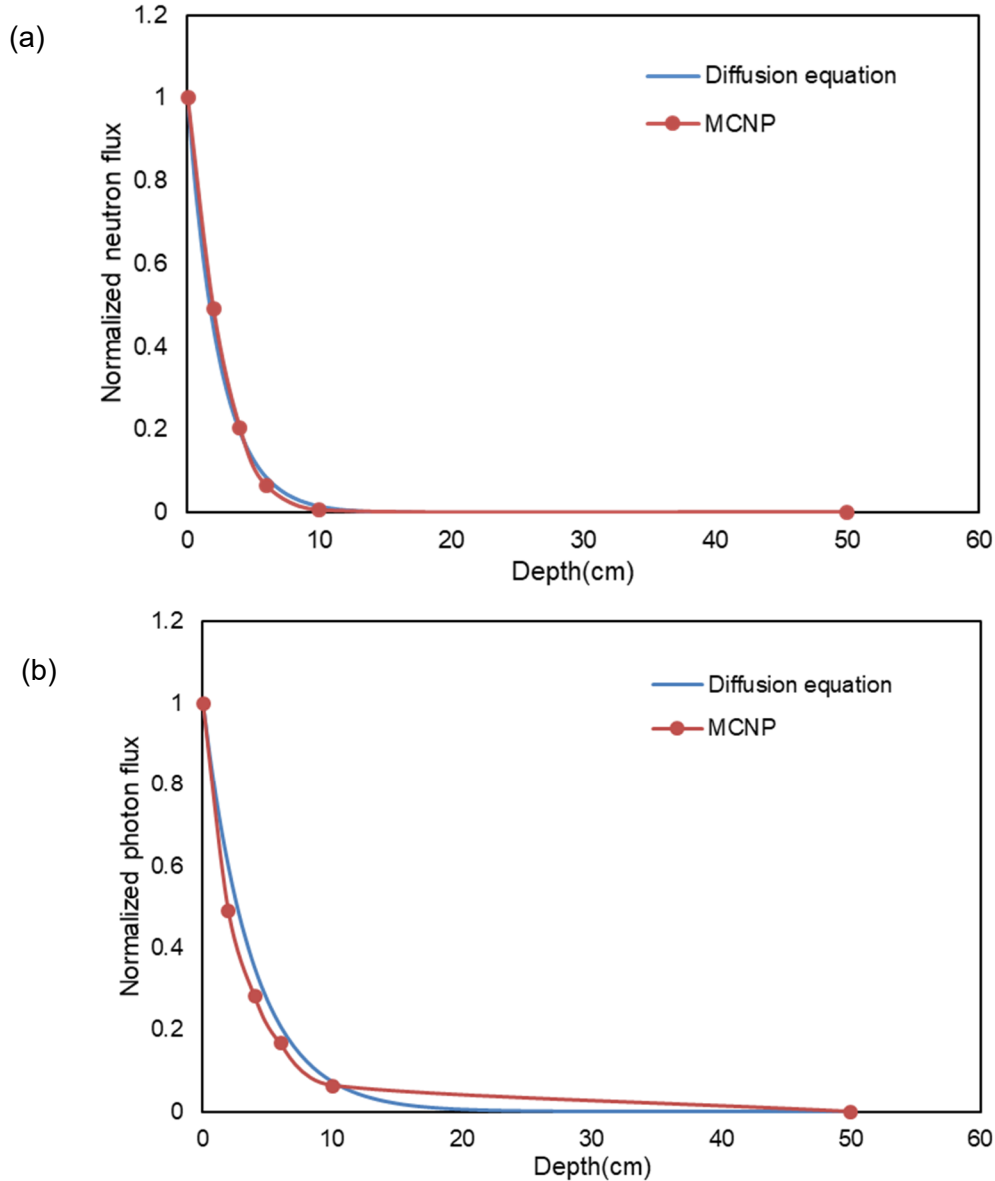 (a)
1.2
1
0.8
0.6
0.4
0.2
0
Normalized neutron flux
Diffusion equation
MCNP
0 10 20 30 40 50 60
Depth(cm)
(b)
1.2
1
0.8
0.6
0.4
0.2
0
Normalized photon flux
Diffusion equation
MCNP
0 10 20 30 40 50 60
Depth(cm)